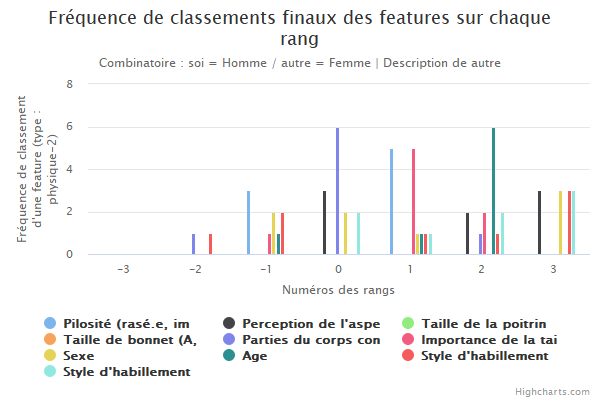 Fréquence de classements finaux des features sur chaque
rang
Combinatoire : soi = Homme / autre = Femme | Description de autre
Fréquence de classement
d'une feature (type :
physique-2)
8
6
4
2
0
-3 -2 -1 0 1 2 3
Numéros des rangs
Pilosité (rasé.e, im Perception de l'aspe Taille de la poitrin
Taille de bonnet (A, Parties du corps con Importance de la tai
Sexe Age Style d'habillement
Style d'habillement
Highcharts.com